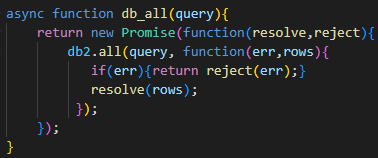 async function db_all(query){
    return new Promise(function(resolve,reject){
        db2.all(query, function(err,rows){
           if(err){return reject(err);}
           resolve(rows);
         });
    });
}